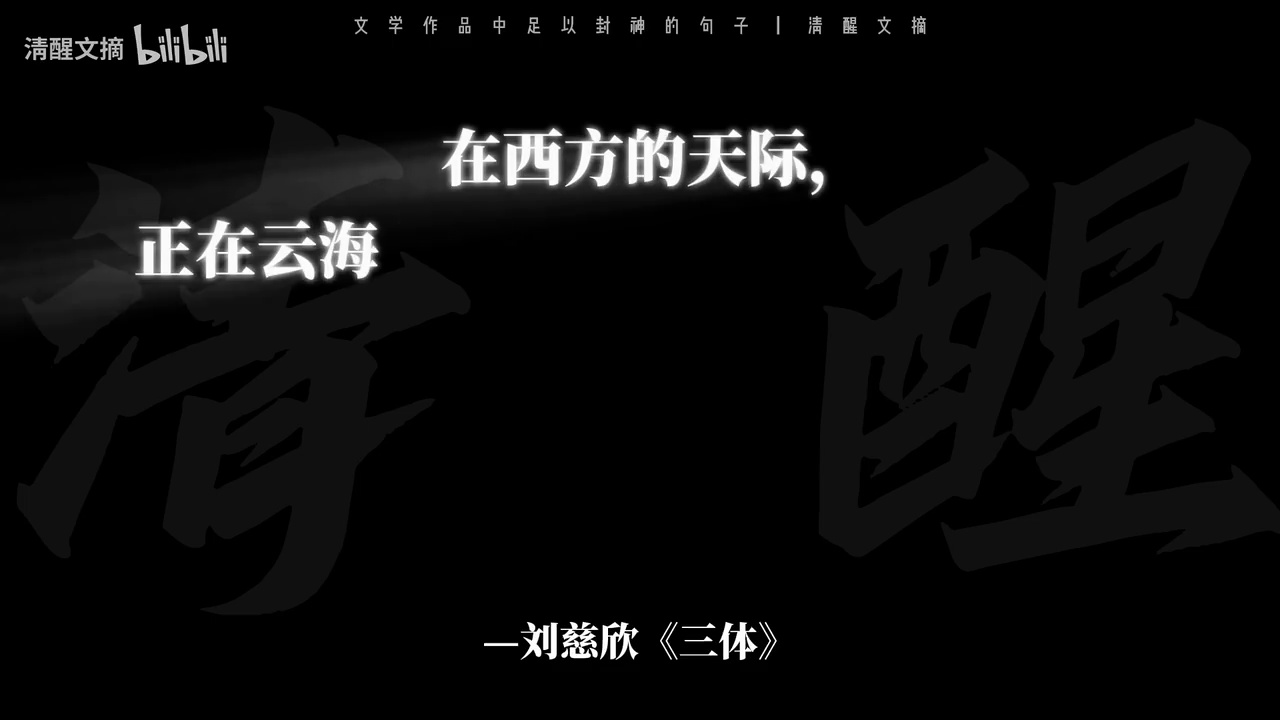 文学作品中足以封神的句子 | 清醒文摘
清醒文摘 bilibili
在西方的天际,
正在云海
清醒
—刘慈欣《三体》